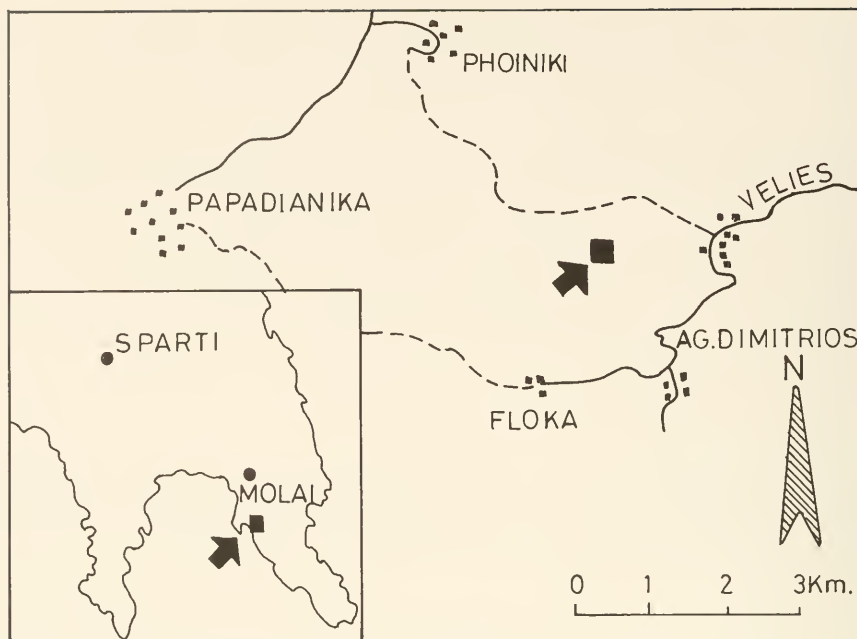 PHOINIKI
PAPADIANIKA
VELIES
SPARTI
AG.DIMITRIOS
N
FLOKA
MOLAI
0 1 2 3Km.